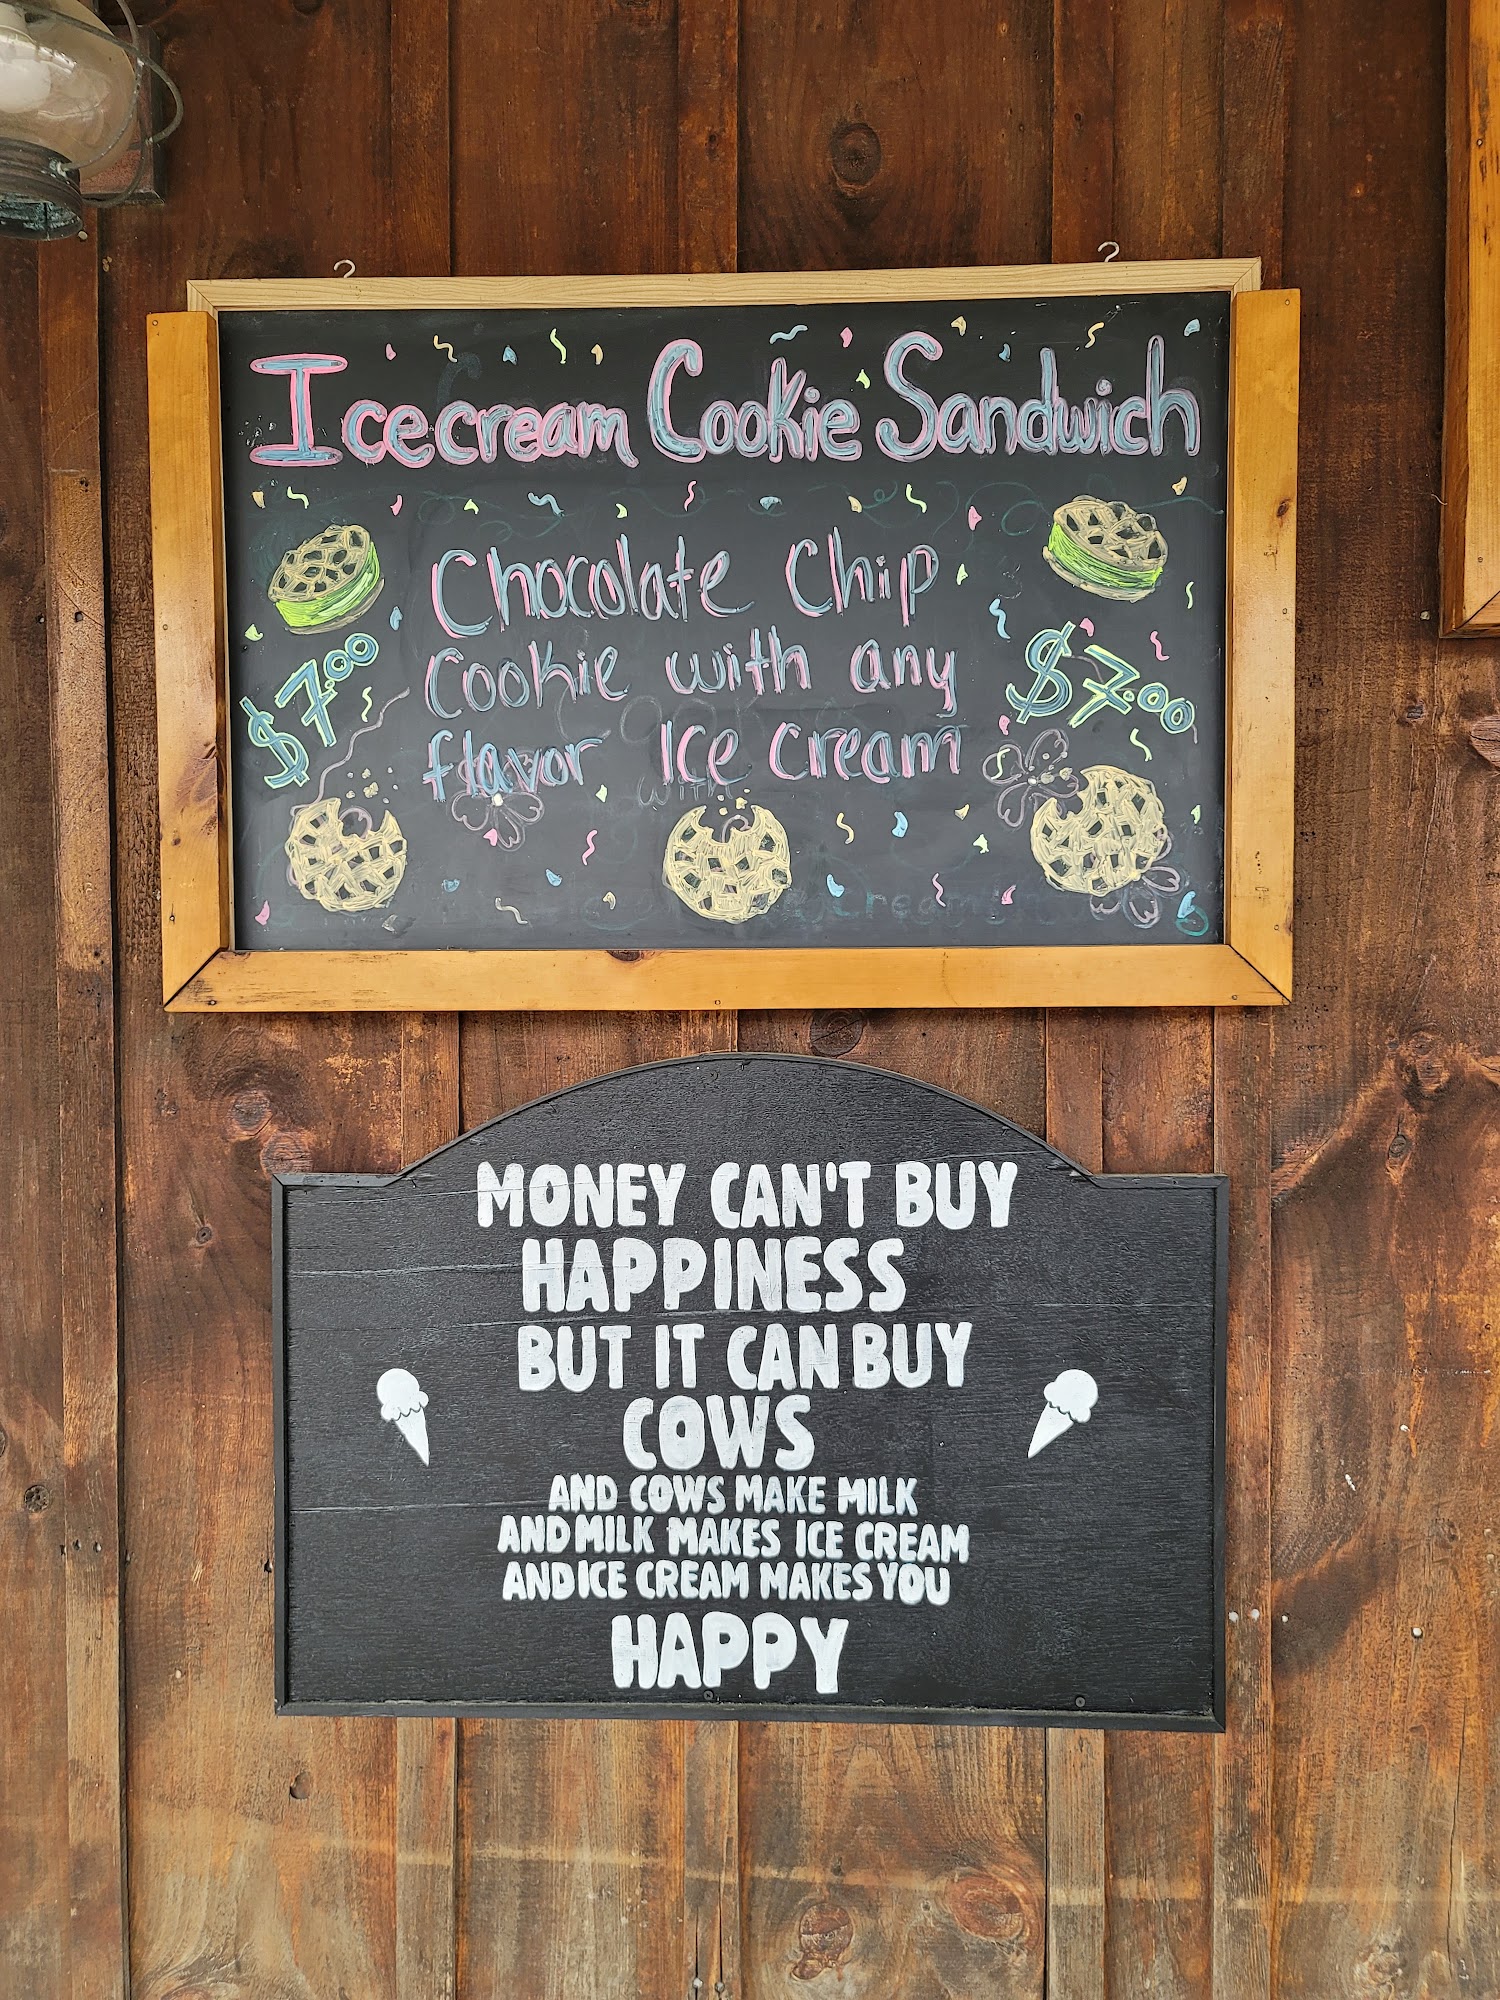 Icecream Cookie Sandwich
Chocolate Chip
Cookie with any
flavor Ice cream
$7.00
$7.00
with
MONEY CAN'T BUY
HAPPINESS
BUT IT CAN BUY
COWS
AND COWS MAKE MILK
AND MILK MAKES ICE CREAM
AND ICE CREAM MAKES YOU
HAPPY